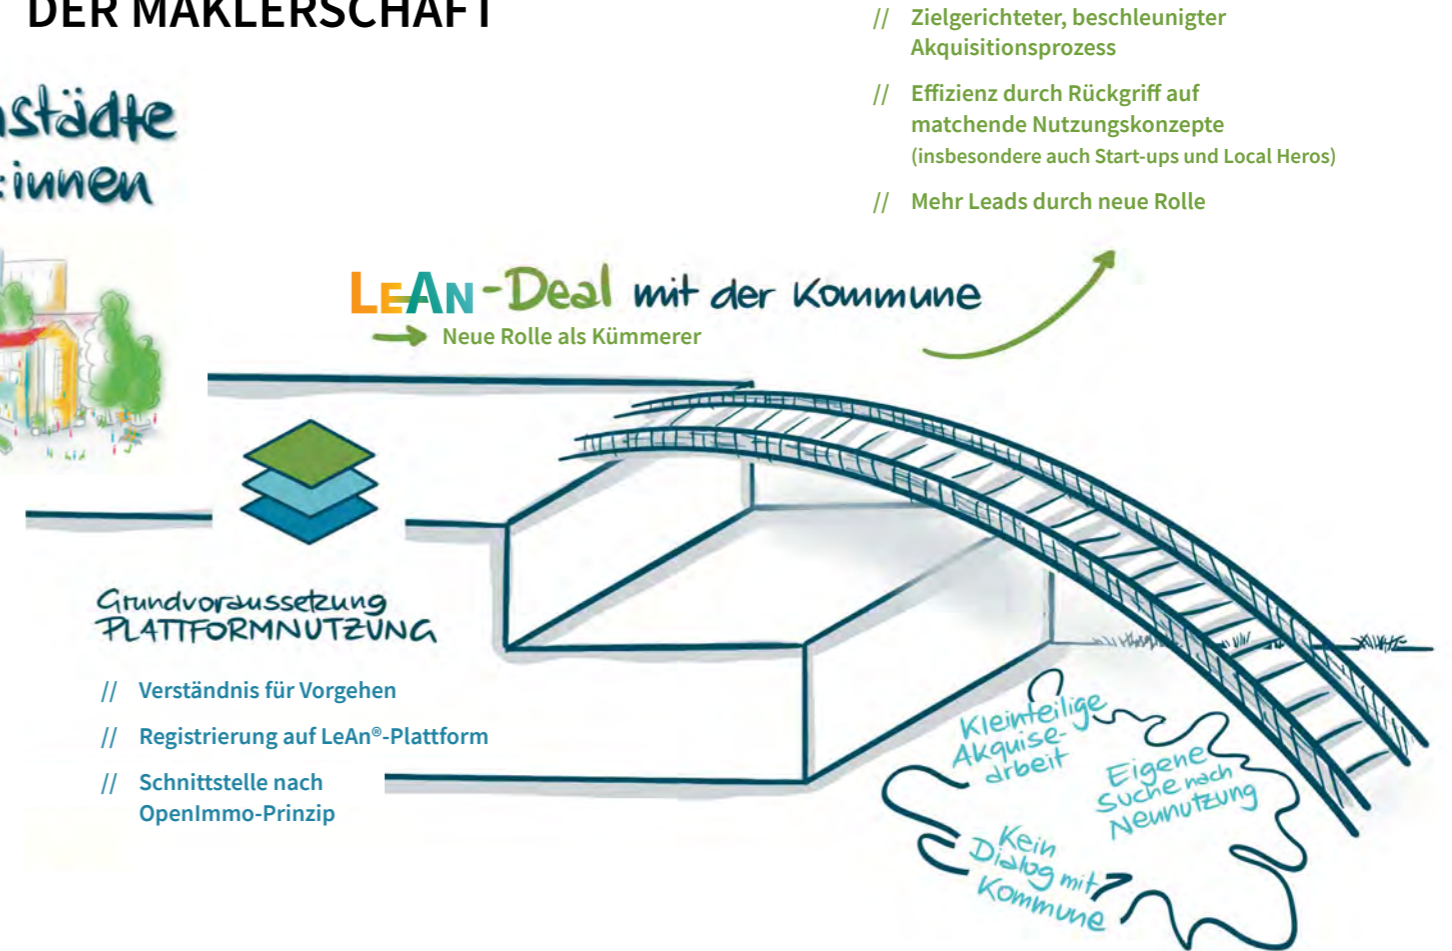 DER MAKLERSCHAFT
// Zielgerichteter, beschleunigter
Akquisitionsprozess
// Effizienz durch Rückgriff auf
matchende Nutzungskonzepte
(insbesondere auch Start-ups und Local Heros)
// Mehr Leads durch neue Rolle
städte
:innen
LEAN-Deal mit der Kommune
Neue Rolle als Kümmerer
Grundvoraussetzung
PLATTFORMNUTZUNG
// Verständnis für Vorgehen
// Registrierung auf LeAn®-Plattform
// Schnittstelle nach
OpenImmo-Prinzip
Kleinteilige
Akquise-
arbeit
Eigene
Suche nach
Neunutzung
Kein
Dialog mit
Kommune